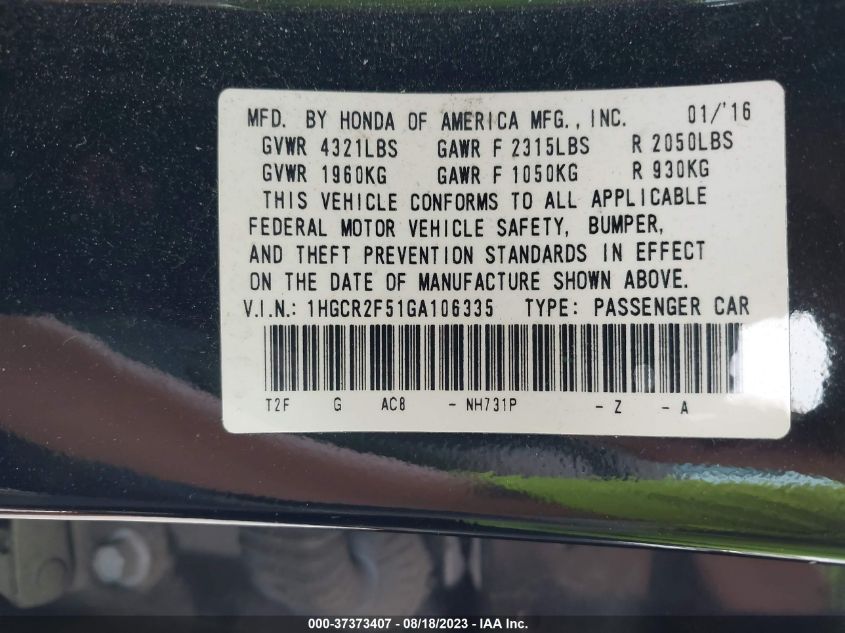 MFD. BY HONDA OF AMERICA MFG., INC. 01/'16
GVWR 4321LBS GAWR F 2315LBS R 2050LBS
GVWR 1960KG GAWR F 1050KG R 930KG
THIS VEHICLE CONFORMS TO ALL APPLICABLE
FEDERAL MOTOR VEHICLE SAFETY, BUMPER,
AND THEFT PREVENTION STANDARDS IN EFFECT
ON THE DATE OF MANUFACTURE SHOWN ABOVE.
V.I.N.: 1HGCR2F51GA106335 TYPE: PASSENGER CAR
T2F G AC8 - NH731P - Z - A
000-37373407 - 08/18/2023 - IAA Inc.